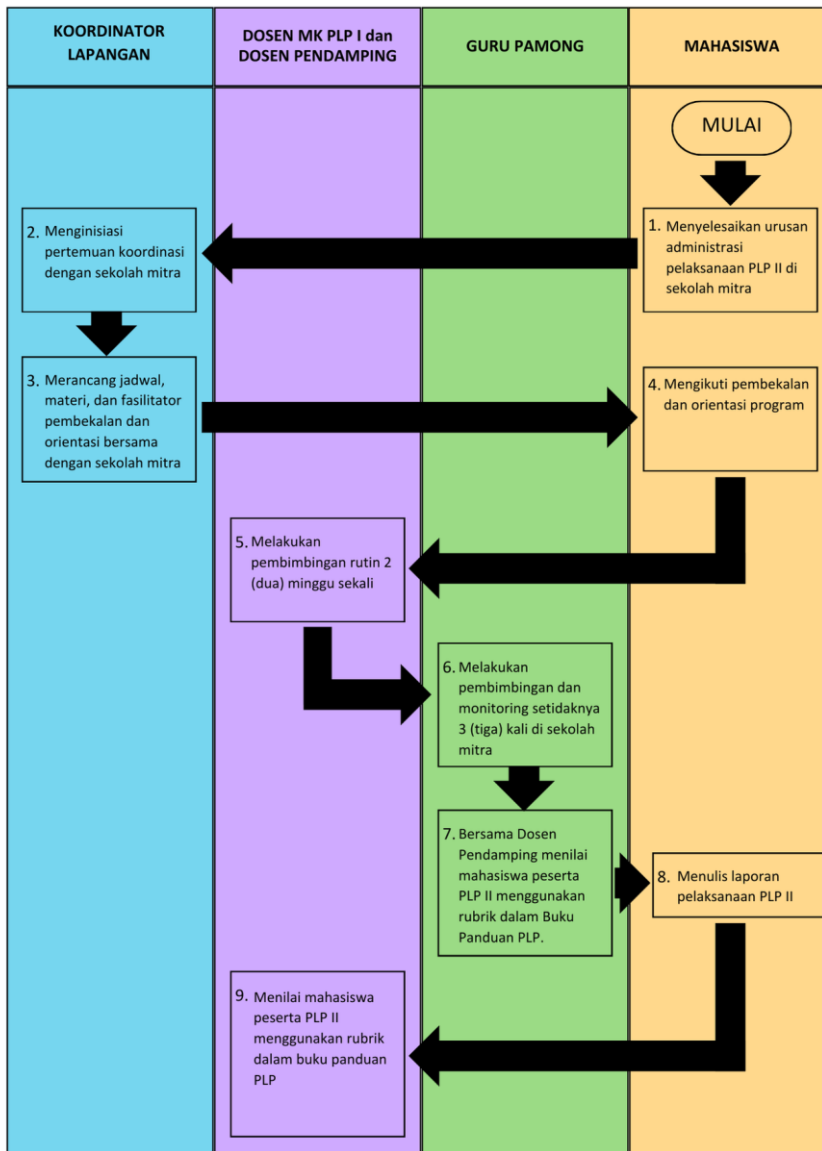 KOORDINATOR
LAPANGAN
DOSEN MK PLP I dan
DOSEN PENDAMPING
GURU PAMONG
MAHASISWA
MULAI
1. Menyelesaikan urusan
administrasi
pelaksanaan PLP II di
sekolah mitra
2. Menginisiasi
pertemuan koordinasi
dengan sekolah mitra
3. Merancang jadwal,
materi, dan fasilitator
pembekalan dan
orientasi bersama
dengan sekolah mitra
4. Mengikuti pembekalan
dan orientasi program
5. Melakukan
pembimbingan rutin 2
(dua) minggu sekali
6. Melakukan
pembimbingan dan
monitoring setidaknya
3 (tiga) kali di sekolah
mitra
7. Bersama Dosen
Pendamping menilai
mahasiswa peserta
PLP II menggunakan
rubrik dalam Buku
Panduan PLP.
8. Menulis laporan
pelaksanaan PLP II
9. Menilai mahasiswa
peserta PLP II
menggunakan rubrik
dalam buku panduan
PLP